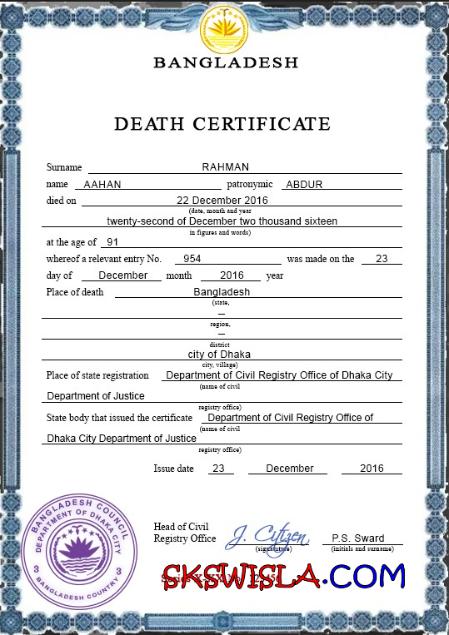 BANGLADESH
DEATH CERTIFICATE
Surname RAHMAN
name AAHAN patronymic ABDUR
died on 22 December 2016
(date, month and year
twenty-second of December two thousand sixteen
in figures and words)
at the age of 91
whereof a relevant entry No. 954 was made on the 23
day of December month 2016 year
Place of death Bangladesh
(state,
—
region,
—
district
city of Dhaka
city, village)
Place of state registration Department of Civil Registry Office of Dhaka City
(name of civil
Department of Justice
registry office)
State body that issued the certificate Department of Civil Registry Office of
(name of civil
Dhaka City Department of Justice
registry office)
Issue date 23 December 2016
BANGLADESH COUNCIL
DEPARTMENT OF DHAKA CITY
3 BANGLADESH COUNTRY 3
Head of Civil
Registry Office J. Citizen P.S. Sward
(signature) (initials and surname)
SKSWISLA.COM